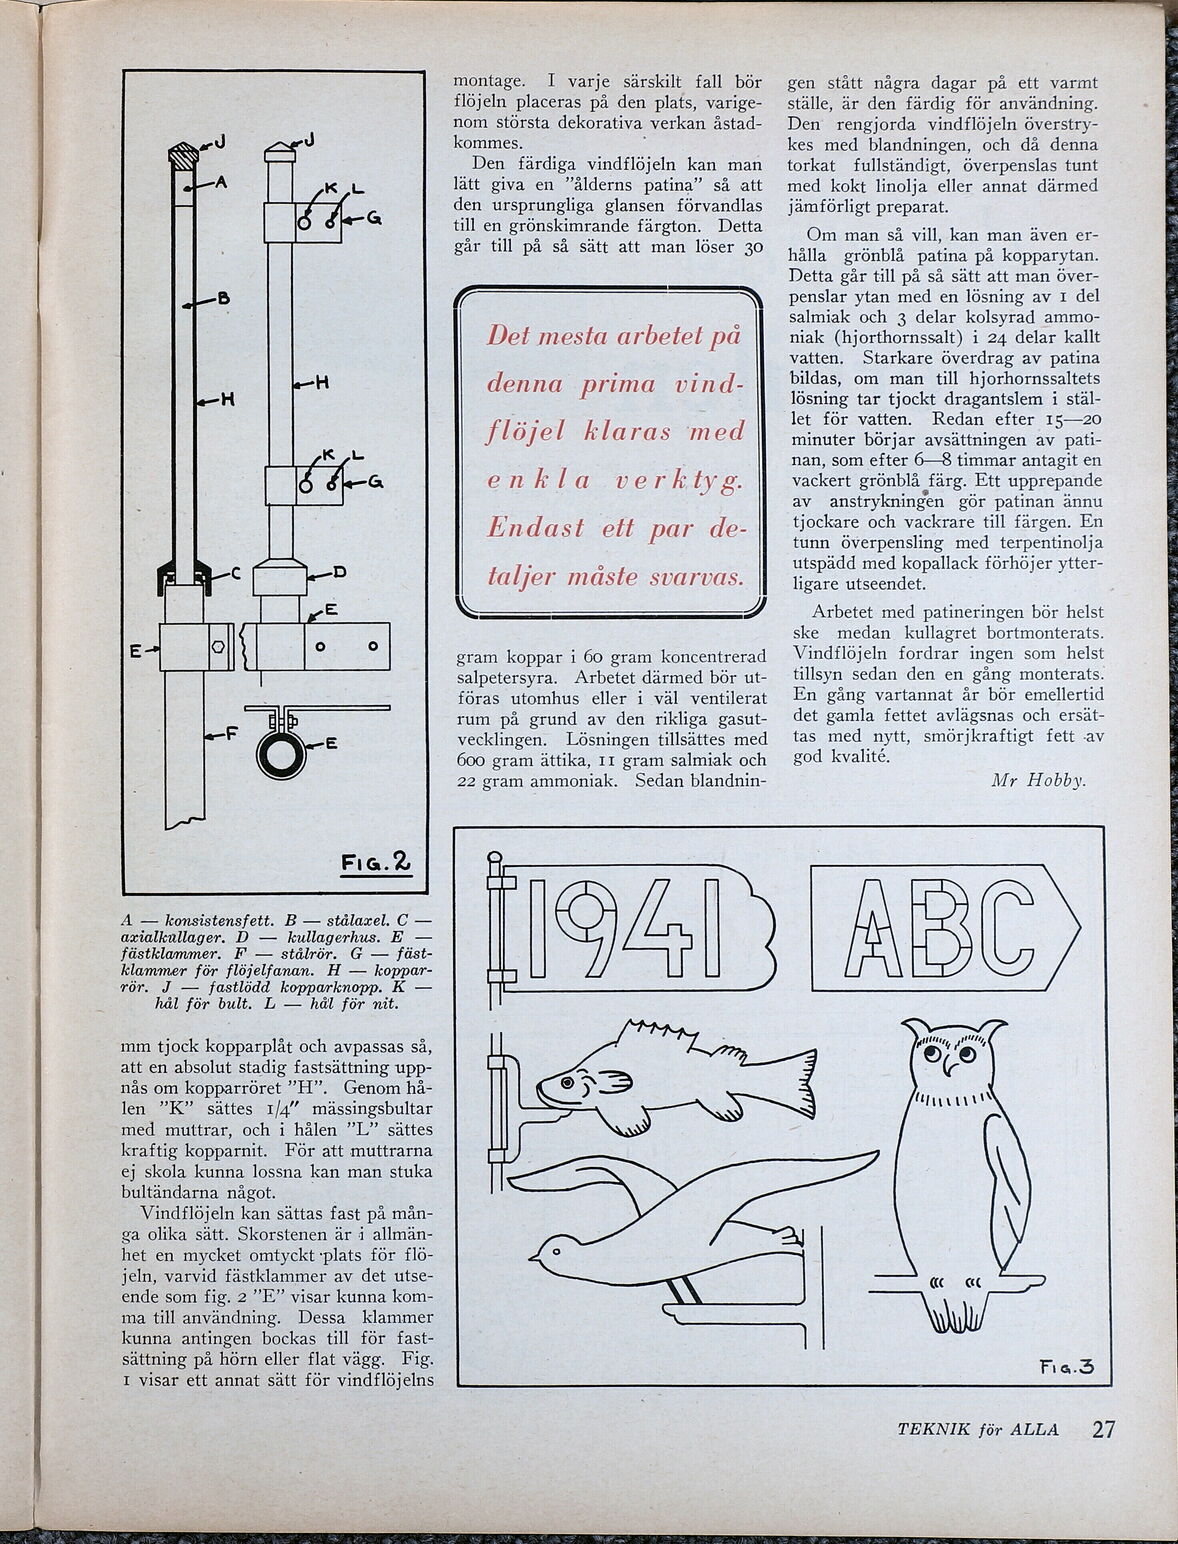 J
J
A
K
L
G
B
H
H
K
L
G
C
D
E
E
F
E
FIG. 2
A — konsistensfett. B — stålaxel. C —
axialkullager. D — kullagerhus. E —
fästklammer. F — stålrör. G — fäst-
klammer för flöjelfanan. H — koppar-
rör. J — fastlödd kopparknopp. K —
hål för bult. L — hål för nit.
mm tjock kopparplåt och avpassas så,
att en absolut stadig fastsättning upp-
nås om kopparröret ”H”. Genom hå-
len ”K” sättes 1/4″ mässingsbultar
med muttrar, och i hålen ”L” sättes
kraftig kopparnit. För att muttrarna
ej skola kunna lossna kan man stuka
bultändarna något.
Vindflöjeln kan sättas fast på mån-
ga olika sätt. Skorstenen är i allmän-
het en mycket omtyckt plats för flö-
jeln, varvid fästklammer av det utse-
ende som fig. 2 ”E” visar kunna kom-
ma till användning. Dessa klammer
kunna antingen bockas till för fast-
sättning på hörn eller flat vägg. Fig.
1 visar ett annat sätt för vindflöjelns
montage. I varje särskilt fall bör
flöjeln placeras på den plats, varige-
nom största dekorativa verkan åstad-
kommes.
Den färdiga vindflöjeln kan man
lätt giva en ”ålderns patina” så att
den ursprungliga glansen förvandlas
till en grönskimrande färgton. Detta
går till på så sätt att man löser 30
Det mesta arbetet på
denna prima vind-
flöjel klaras med
enkla verktyg.
Endast ett par de-
taljer måste svarvas.
gram koppar i 60 gram koncentrerad
salpetersyra. Arbetet därmed bör ut-
föras utomhus eller i väl ventilerat
rum på grund av den rikliga gasut-
vecklingen. Lösningen tillsättes med
600 gram ättika, 11 gram salmiak och
22 gram ammoniak. Sedan blandnin-
gen stått några dagar på ett varmt
ställe, är den färdig för användning.
Den rengjorda vindflöjeln överstry-
kes med blandningen, och då denna
torkat fullständigt, överpenslas tunt
med kokt linolja eller annat därmed
jämförligt preparat.
Om man så vill, kan man även er-
hålla grönblå patina på kopparytan.
Detta går till på så sätt att man över-
penslar ytan med en lösning av 1 del
salmiak och 3 delar kolsyrad ammo-
niak (hjorthornssalt) i 24 delar kallt
vatten. Starkare överdrag av patina
bildas, om man till hjorhornssaltets
lösning tar tjockt dragantslem i stäl-
let för vatten. Redan efter 15—20
minuter börjar avsättningen av pati-
nan, som efter 6—8 timmar antagit en
vackert grönblå färg. Ett upprepande
av anstrykningen gör patinan ännu
tjockare och vackrare till färgen. En
tunn överpensling med terpentinolja
utspädd med kopallack förhöjer ytter-
ligare utseendet.
Arbetet med patineringen bör helst
ske medan kullagret bortmonterats.
Vindflöjeln fordrar ingen som helst
tillsyn sedan den en gång monterats.
En gång vartannat år bör emellertid
det gamla fettet avlägsnas och ersät-
tas med nytt, smörjkraftigt fett av
god kvalité.
Mr Hobby.
1941
ABC
FIG. 3
TEKNIK för ALLA 27